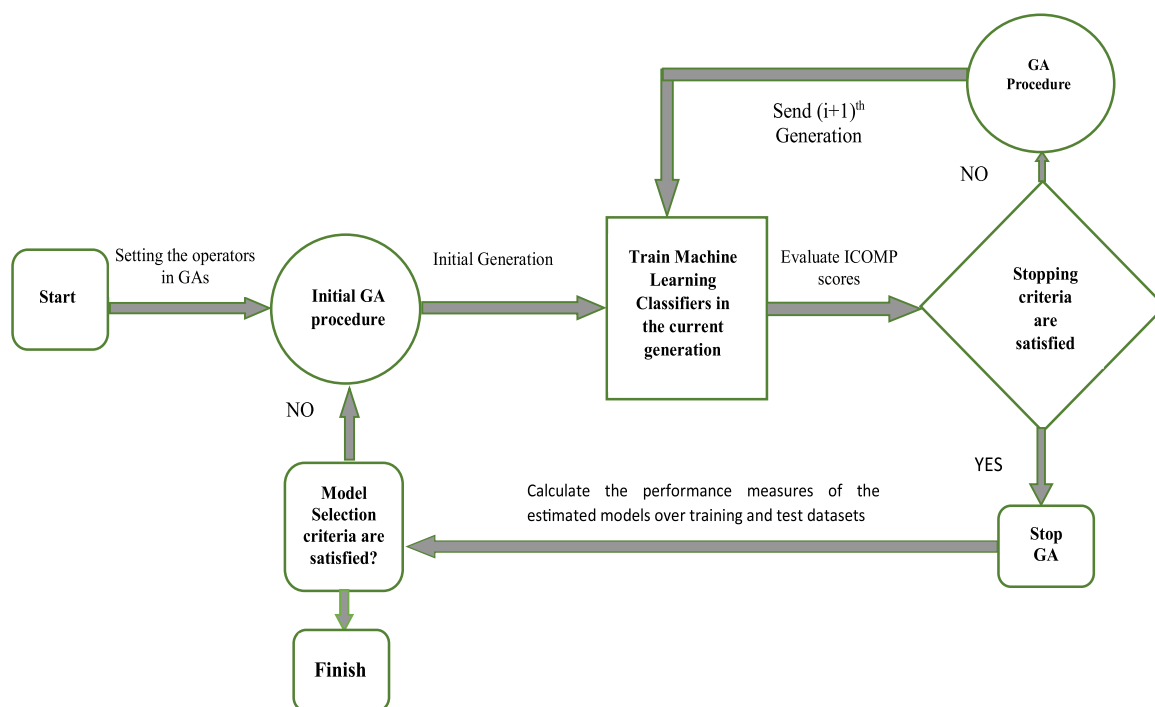 GA
Procedure
Send (i+1)th
Generation
NO
Setting the operators
in GAs
Start
Initial GA
procedure
Initial Generation
Train Machine
Learning
Classifiers in
the current
generation
Evaluate ICOMP
scores
Stopping
criteria
are
satisfied
NO
YES
Model
Selection
criteria are
satisfied?
Calculate the performance measures of the
estimated models over training and test datasets
Stop
GA
Finish